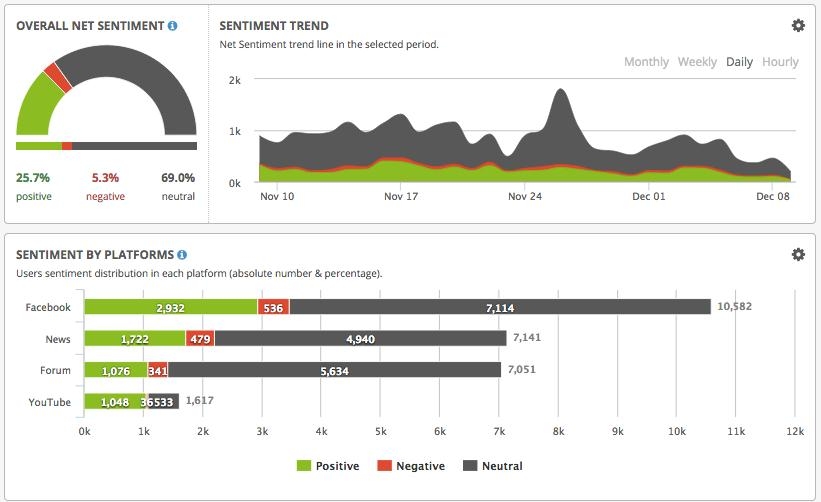 OVERALL NET SENTIMENT
25.7% 5.3% 69.0%
positive negative neutral
SENTIMENT TREND
Net Sentiment trend line in the selected period.
Monthly Weekly Daily Hourly
2k
1k
0k
Nov 10 Nov 17 Nov 24 Dec 01 Dec 08
SENTIMENT BY PLATFORMS
Users sentiment distribution in each platform (absolute number & percentage).
Facebook 2,932 536 7,114 10,582
News 1,722 479 4,940 7,141
Forum 1,076 341 5,634 7,051
YouTube 1,048 36 533 1,617
0k 1k 2k 3k 4k 5k 6k 7k 8k 9k 10k 11k 12k
Positive Negative Neutral